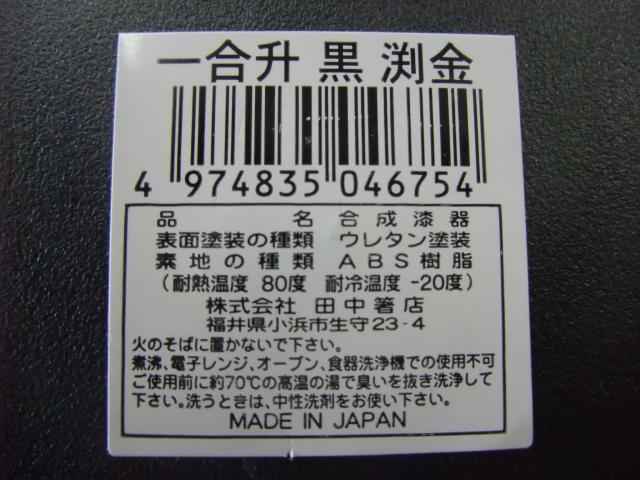 一合升 黒 渕金
4 974835 046754
品名 合成漆器
表面塗装の種類 ウレタン塗装
素地の種類 ABS樹脂
(耐熱温度 80度 耐冷温度 -20度)
株式会社 田中箸店
福井県小浜市生守23-4
火のそばに置かないで下さい。
煮沸、電子レンジ、オーブン、食器洗浄機での使用不可
ご使用前に約70℃の高温の湯で臭いを抜き洗浄して
下さい。洗うときは、中性洗剤をお使い下さい。
MADE IN JAPAN